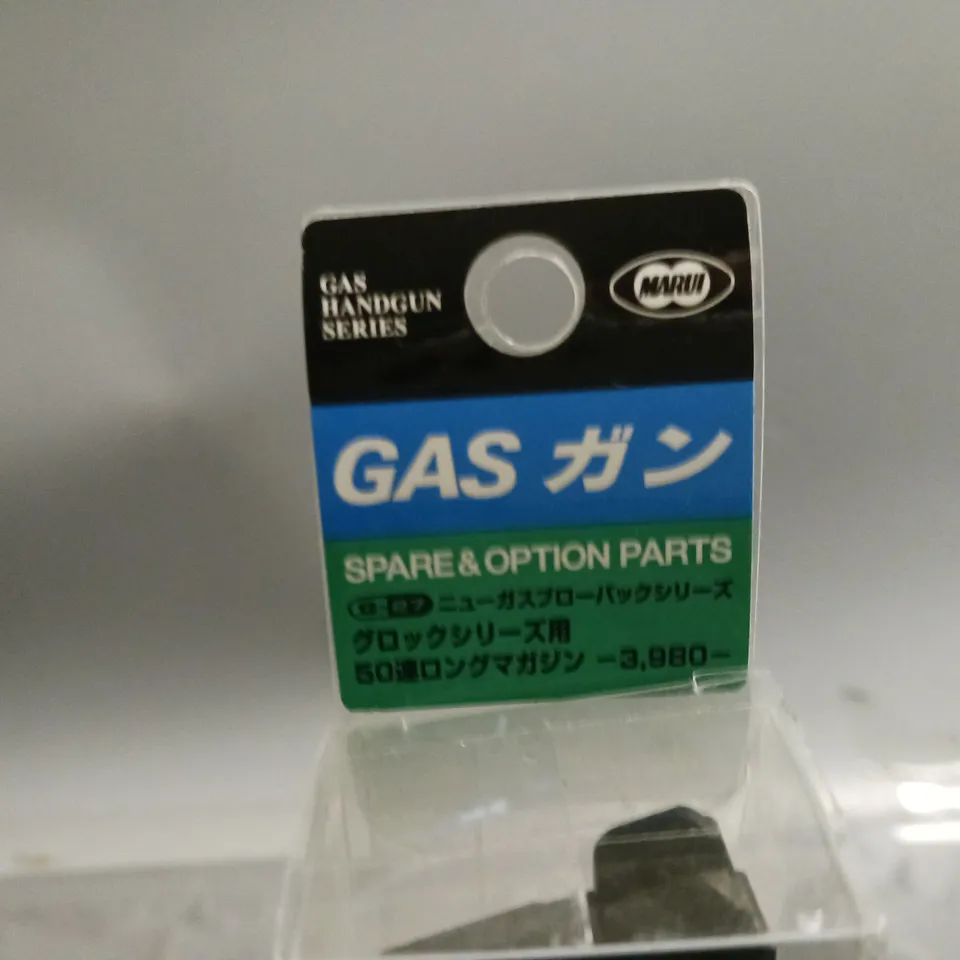 GAS
HANDGUN
SERIES
MARUI
GAS ガン
SPARE & OPTION PARTS
G-27 ニューガスブローバックシリーズ
グロックシリーズ用
50連ロングマガジン −3,980−